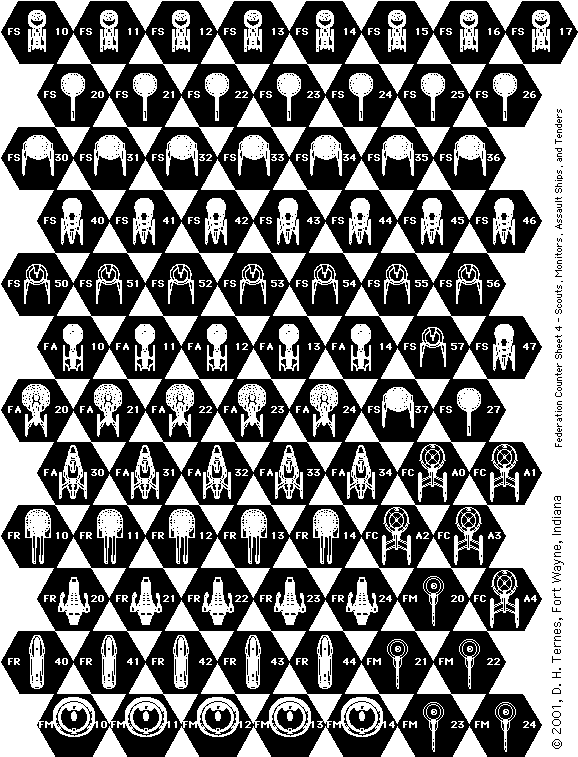 FS 10 FS 11 FS 12 FS 13 FS 14 FS 15 FS 16 FS 17
FS 20 FS 21 FS 22 FS 23 FS 24 FS 25 FS 26
FS 30 FS 31 FS 32 FS 33 FS 34 FS 35 FS 36
FS 40 FS 41 FS 42 FS 43 FS 44 FS 45 FS 46
FS 50 FS 51 FS 52 FS 53 FS 54 FS 55 FS 56
FA 10 FA 11 FA 12 FA 13 FA 14 FS 57 FS 47
FA 20 FA 21 FA 22 FA 23 FA 24 FS 37 FS 27
FA 30 FA 31 FA 32 FA 33 FA 34 FC A0 FC A1
FR 10 FR 11 FR 12 FR 13 FR 14 FC A2 FC A3
FR 20 FR 21 FR 22 FR 23 FR 24 FM 20 FC A4
FR 40 FR 41 FR 42 FR 43 FR 44 FM 21 FM 22
FM 10 FM 11 FM 12 FM 13 FM 14 FM 23 FM 24
Federation Counter Sheet 4 - Scouts, Monitors, Assault Ships, and Tenders
© 2001, D. H. Ternes, Fort Wayne, Indiana